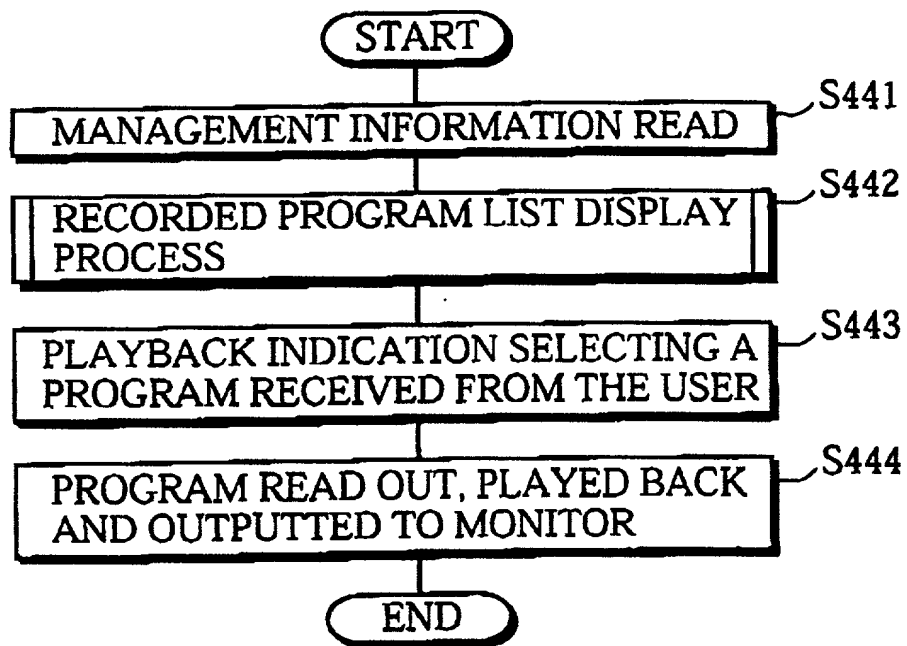 START
S441
MANAGEMENT INFORMATION READ
S442
RECORDED PROGRAM LIST DISPLAY
PROCESS
S443
PLAYBACK INDICATION SELECTING A
PROGRAM RECEIVED FROM THE USER
S444
PROGRAM READ OUT, PLAYED BACK
AND OUTPUTTED TO MONITOR
END